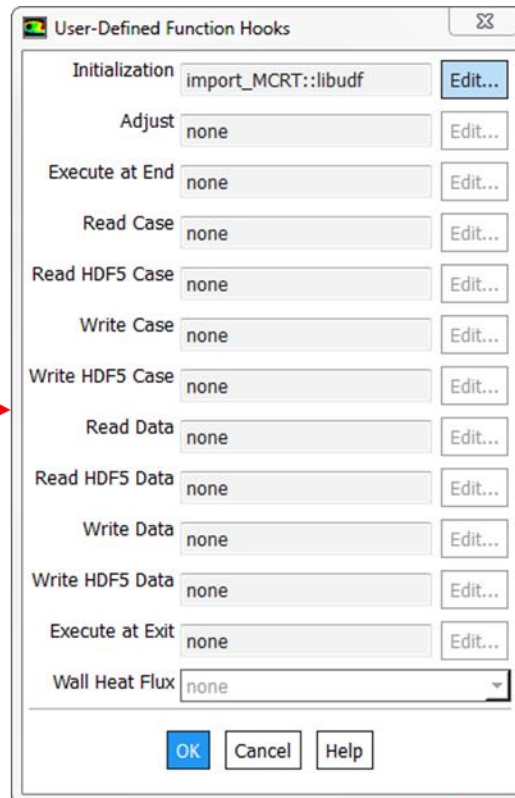 User-Defined Function Hooks
Initialization import_MCRT::libudf Edit...
Adjust none Edit...
Execute at End none Edit...
Read Case none Edit...
Read HDF5 Case none Edit...
Write Case none Edit...
Write HDF5 Case none Edit...
Read Data none Edit...
Read HDF5 Data none Edit...
Write Data none Edit...
Write HDF5 Data none Edit...
Execute at Exit none Edit...
Wall Heat Flux none
OK Cancel Help